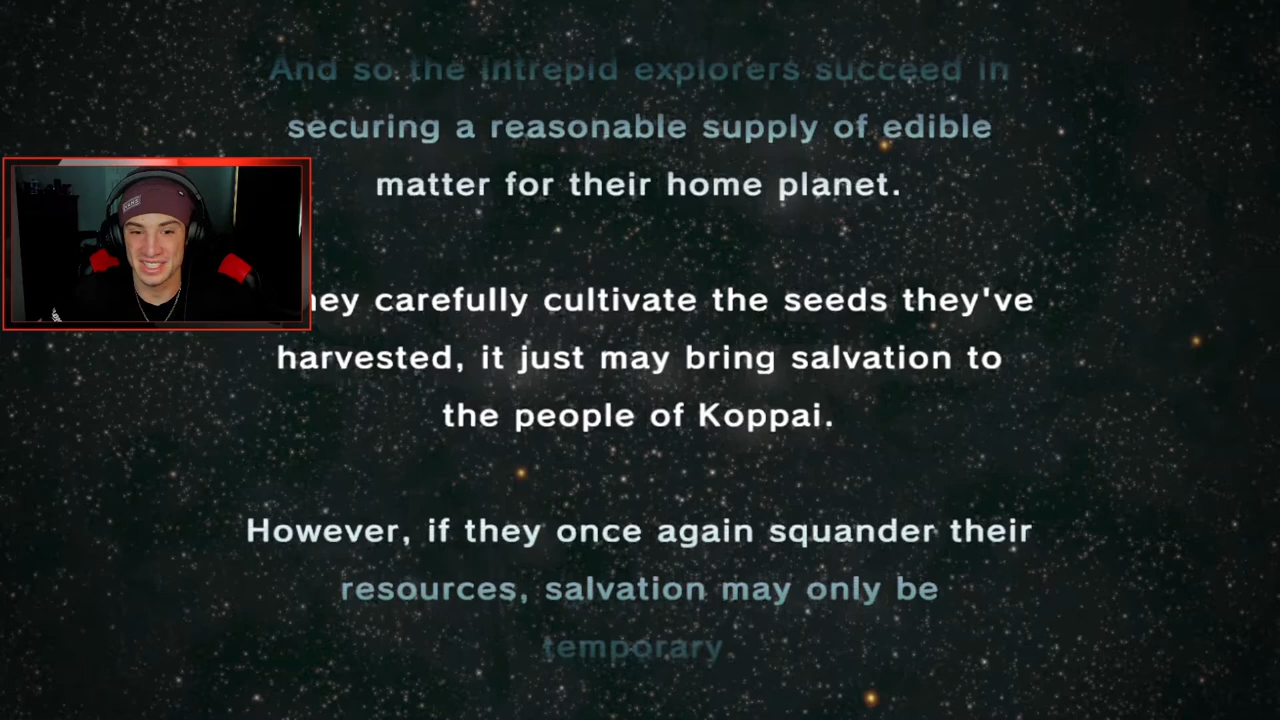 And so the intrepid explorers succeed in
securing a reasonable supply of edible
matter for their home planet.
hey carefully cultivate the seeds they've
harvested, it just may bring salvation to
the people of Koppai.
However, if they once again squander their
resources, salvation may only be
temporary.